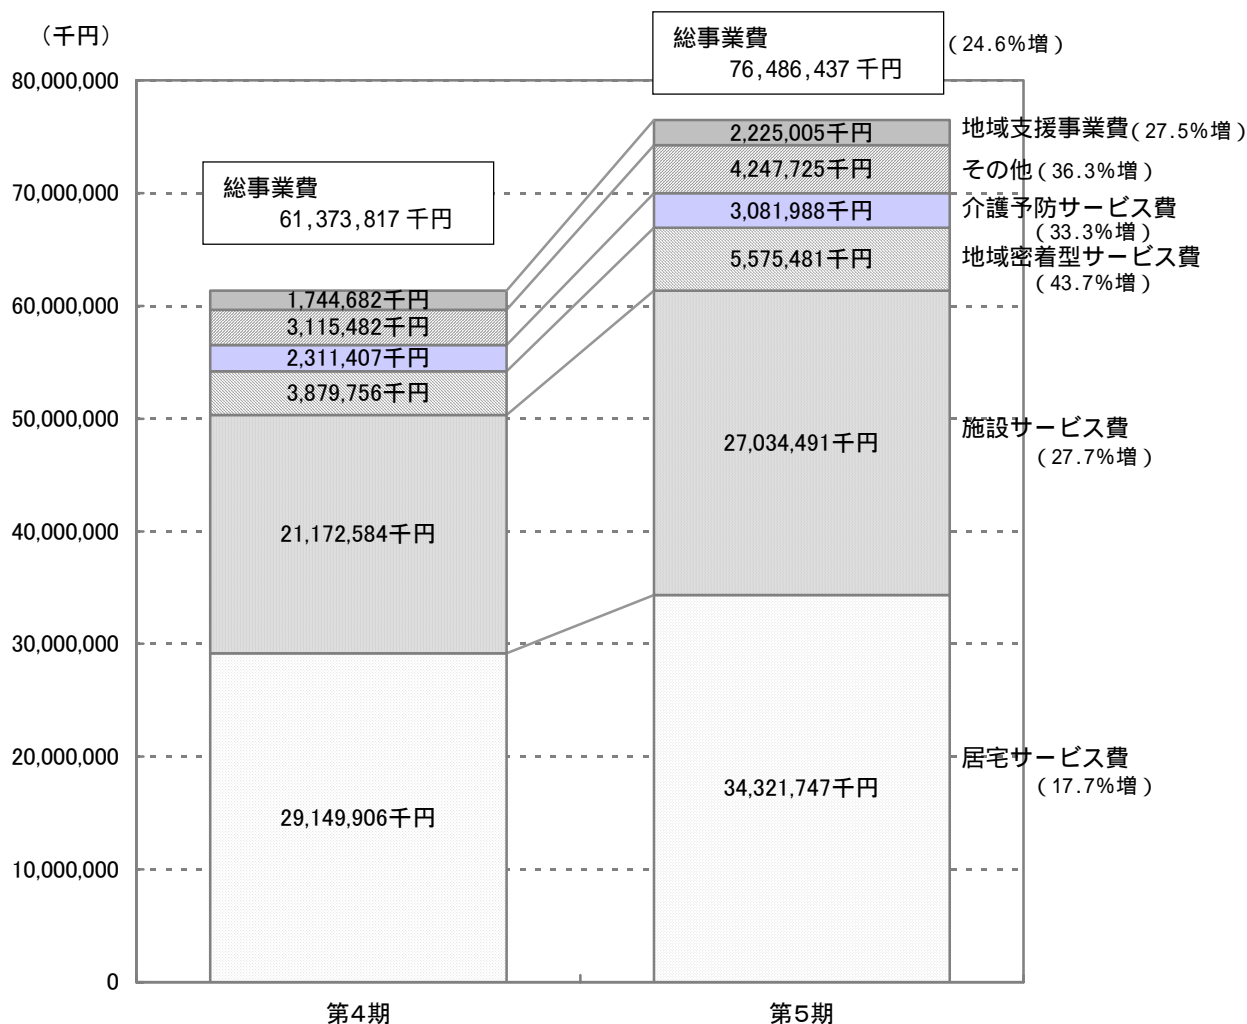 （千円）
総事業費
76,486,437 千円
(24.6%増)
80,000,000
70,000,000
60,000,000
50,000,000
40,000,000
30,000,000
20,000,000
10,000,000
0
総事業費
61,373,817 千円
1,744,682千円
3,115,482千円
2,311,407千円
3,879,756千円
21,172,584千円
29,149,906千円
2,225,005千円
4,247,725千円
3,081,988千円
5,575,481千円
27,034,491千円
34,321,747千円
地域支援事業費(27.5%増)
その他(36.3%増)
介護予防サービス費
(33.3%増)
地域密着型サービス費
(43.7%増)
施設サービス費
(27.7%増)
居宅サービス費
(17.7%増)
第4期
第5期